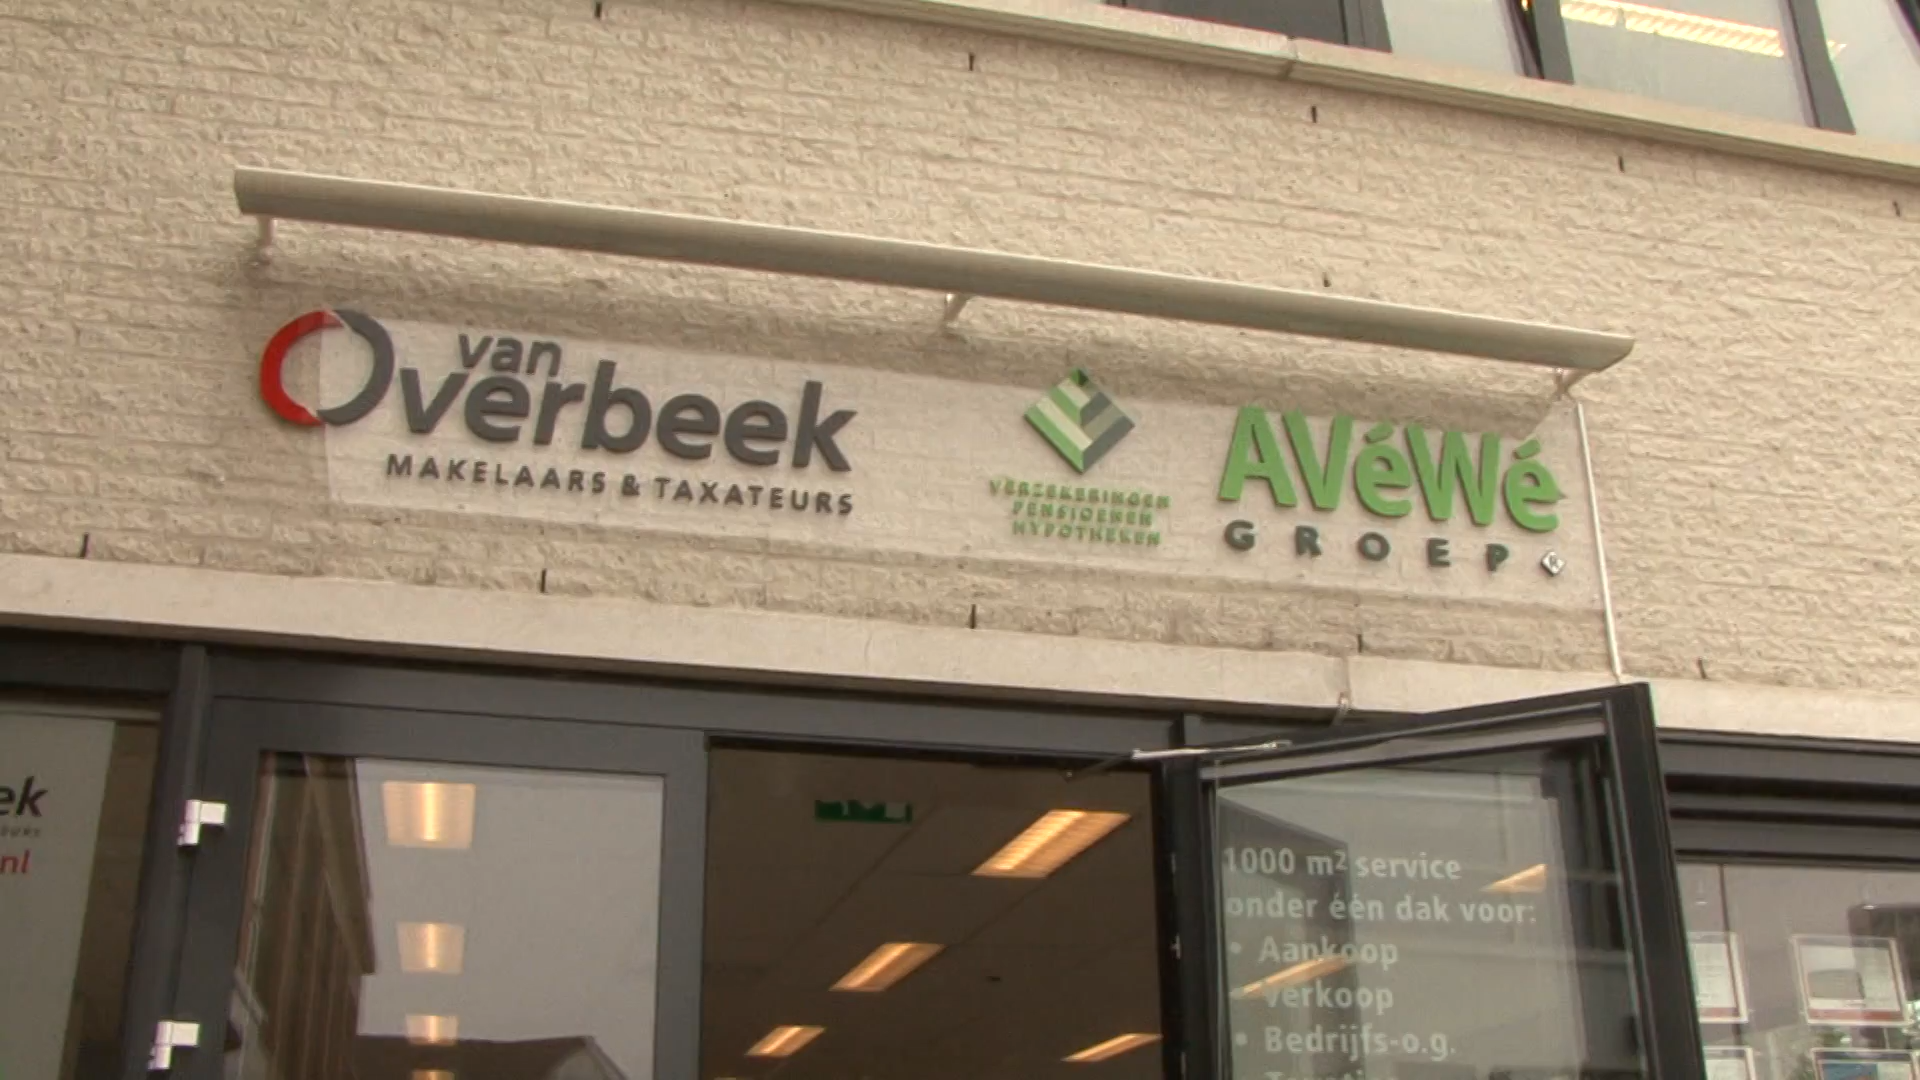 van
Overbeek
MAKELAARS & TAXATEURS
VERZEKERINGEN
PENSIOENEN
HYPOTHEKEN
AVéWé
GROEP
ek
nl
1000 m² service
onder één dak voor:
• Aankoop
• Verkoop
• Bedrijfs-o.g.